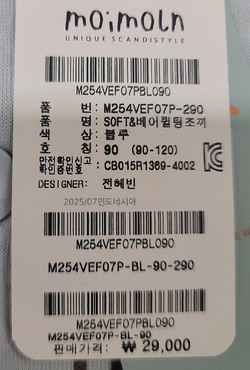 moimoln
UNIQUE SCANDISTYLE
M254VEF07PBL090
품 번: M254VEF07P-290
품 명: SOFT&베어퀼팅조끼
색 상: 블루
호 칭: 90 (90-120)
안전확인신고
확인증번호 : CB015R1369-4002
DESIGNER: 전혜빈
2025/07인도네시아
M254VEF07PBL090
M254VEF07P-BL-90-290
M254VEF07PBL090
M254VEF07P-BL-90
판매가격: ₩ 29,000